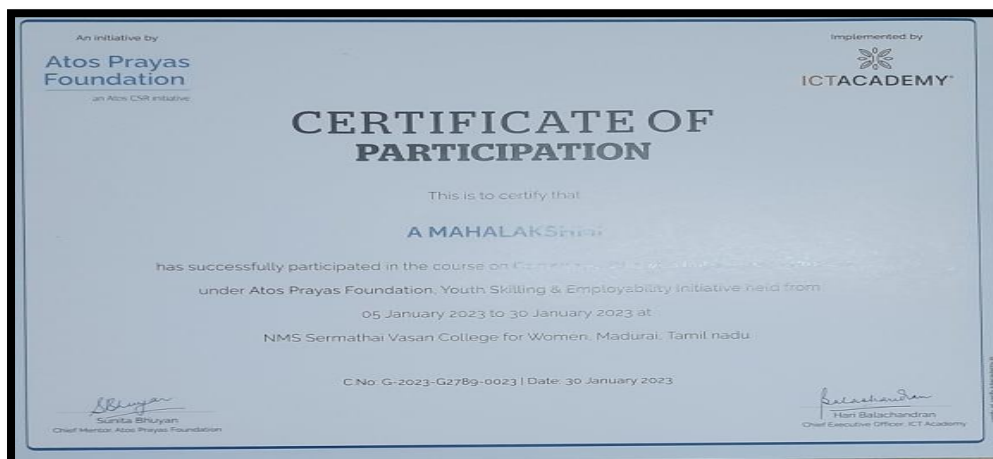 An initiative by
Atos Prayas
Foundation
an Atos CSR initiative
Implemented by
ICTACADEMY
CERTIFICATE OF
PARTICIPATION
This is to certify that
A MAHALAKSHMI
has successfully participated in the course on
under Atos Prayas Foundation, Youth Skilling & Employability Initiative held from
05 January 2023 to 30 January 2023 at
NMS Sermathai Vasan College for Women, Madurai, Tamil nadu
C.No: G-2023-G2789-0023 | Date: 30 January 2023
SBhuyan
Sunita Bhuyan
Chief Mentor Atos Prayas Foundation
Balachandran
Hari Balachandran
Chief Executive Officer, ICT Academy